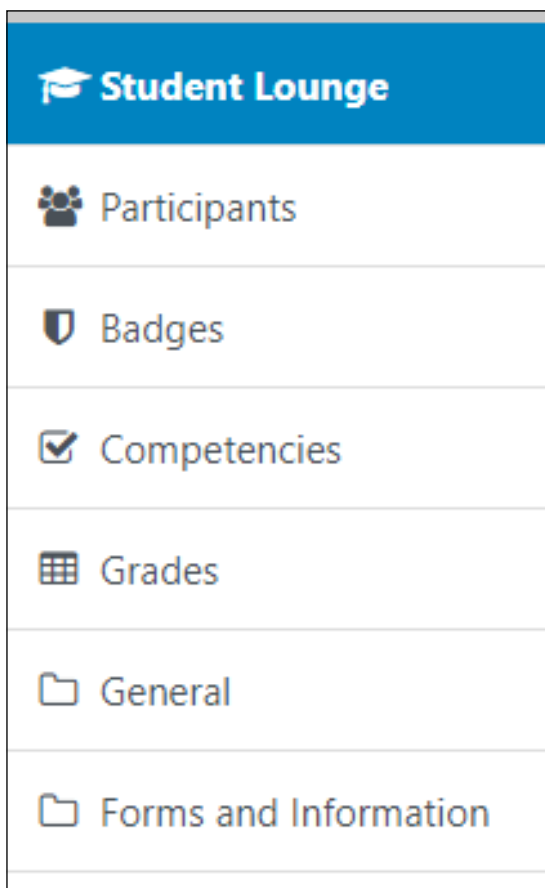 Student Lounge
Participants
Badges
Competencies
Grades
General
Forms and Information